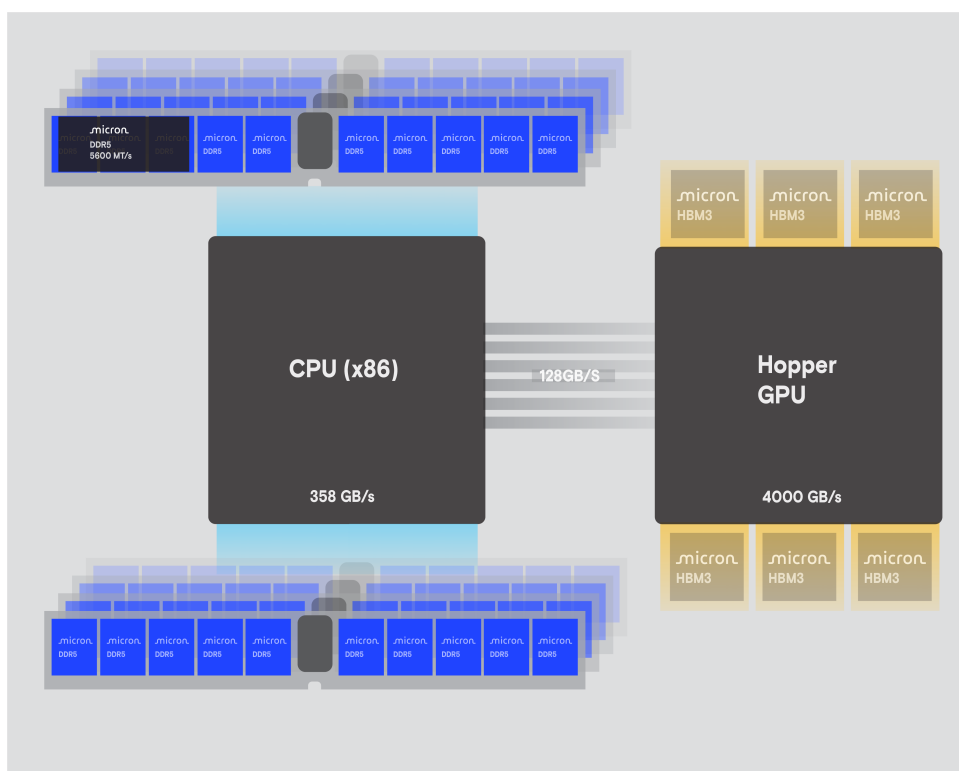 micron
DDR5
5600 MT/s
micron
DDR5
micron
DDR5
micron
DDR5
micron
DDR5
micron
DDR5
micron
DDR5
micron
DDR5
micron
HBM3
micron
HBM3
micron
HBM3
CPU (x86)
358 GB/s
128GB/S
Hopper
GPU
4000 GB/s
micron
HBM3
micron
HBM3
micron
HBM3
micron
DDR5
micron
DDR5
micron
DDR5
micron
DDR5
micron
DDR5
micron
DDR5
micron
DDR5
micron
DDR5
micron
DDR5
micron
DDR5